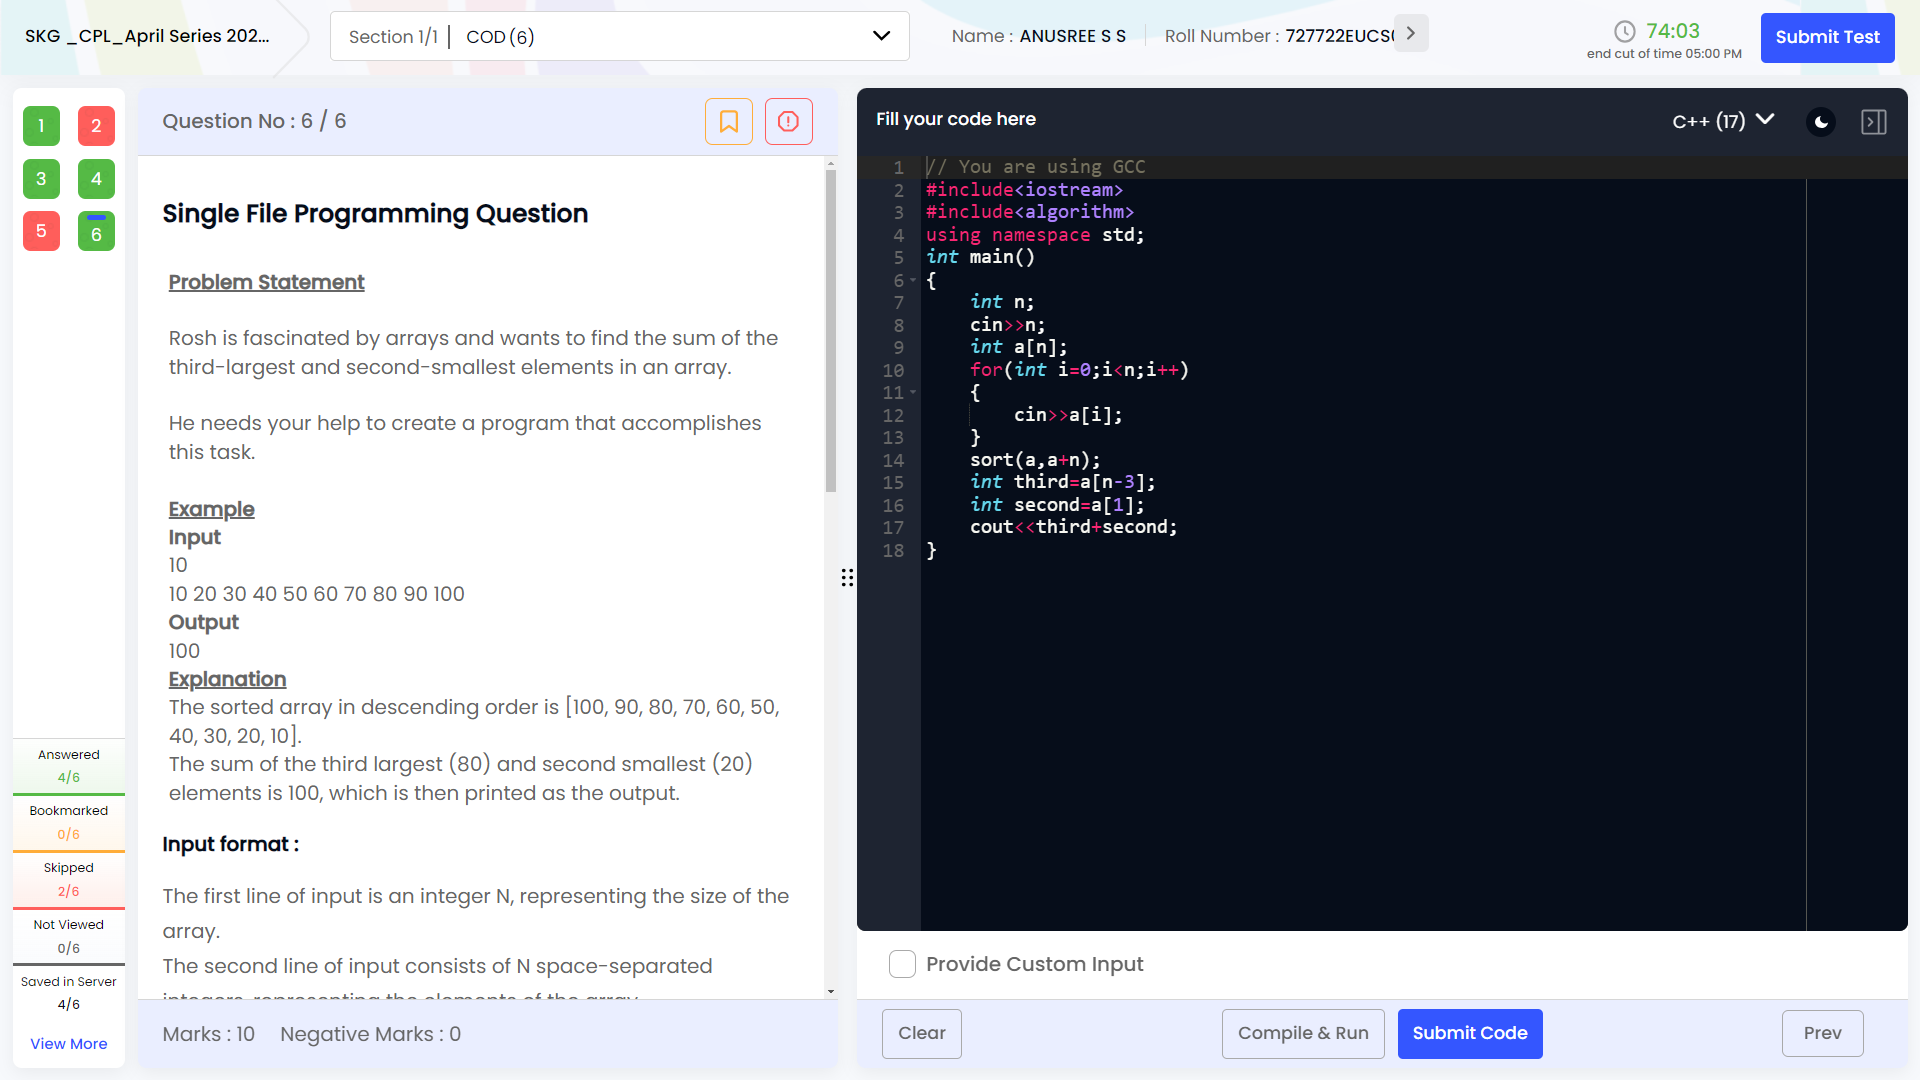 SKG _CPL_April Series 202...
Section 1/1 | COD (6)
Name : ANUSREE S S
Roll Number : 727722EUCS
74:03
end cut of time 05:00 PM
Submit Test
1 2
3 4
5 6
Answered
4/6
Bookmarked
0/6
Skipped
2/6
Not Viewed
0/6
Saved in Server
4/6
View More
Question No : 6 / 6
Single File Programming Question
Problem Statement
Rosh is fascinated by arrays and wants to find the sum of the
third-largest and second-smallest elements in an array.
He needs your help to create a program that accomplishes
this task.
Example
Input
10
10 20 30 40 50 60 70 80 90 100
Output
100
Explanation
The sorted array in descending order is [100, 90, 80, 70, 60, 50,
40, 30, 20, 10].
The sum of the third largest (80) and second smallest (20)
elements is 100, which is then printed as the output.
Input format :
The first line of input is an integer N, representing the size of the
array.
The second line of input consists of N space-separated
integers, representing the elements of the array.
Marks : 10 Negative Marks : 0
Fill your code here
C++ (17)
1 // You are using GCC
2 #include<iostream>
3 #include<algorithm>
4 using namespace std;
5 int main()
6 {
7 int n;
8 cin>>n;
9 int a[n];
10 for(int i=0;i<n;i++)
11 {
12 cin>>a[i];
13 }
14 sort(a,a+n);
15 int third=a[n-3];
16 int second=a[1];
17 cout<<third+second;
18 }
Provide Custom Input
Clear
Compile & Run
Submit Code
Prev